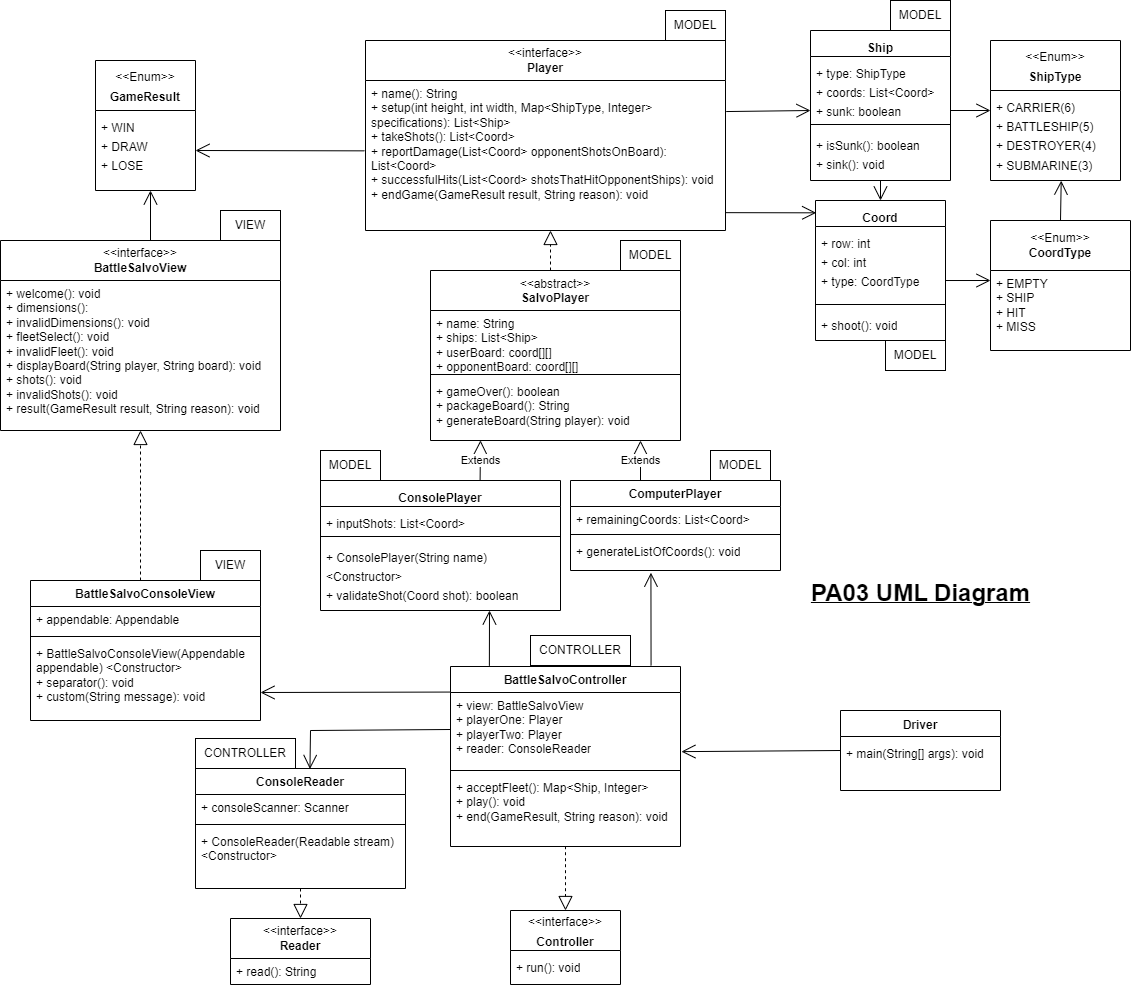 MODEL
<<interface>>
Player
+ name(): String
+ setup(int height, int width, Map<ShipType, Integer>
specifications): List<Ship>
+ takeShots(): List<Coord>
+ reportDamage(List<Coord> opponentShotsOnBoard):
List<Coord>
+ successfulHits(List<Coord> shotsThatHitOpponentShips): void
+ endGame(GameResult result, String reason): void
MODEL
Ship
+ type: ShipType
+ coords: List<Coord>
+ sunk: boolean
+ isSunk(): boolean
+ sink(): void
<<Enum>>
ShipType
+ CARRIER(6)
+ BATTLESHIP(5)
+ DESTROYER(4)
+ SUBMARINE(3)
<<Enum>>
GameResult
+ WIN
+ DRAW
+ LOSE
VIEW
<<interface>>
BattleSalvoView
+ welcome(): void
+ dimensions():
+ invalidDimensions(): void
+ fleetSelect(): void
+ invalidFleet(): void
+ displayBoard(String player, String board): void
+ shots(): void
+ invalidShots(): void
+ result(GameResult result, String reason): void
MODEL
<<abstract>>
SalvoPlayer
+ name: String
+ ships: List<Ship>
+ userBoard: coord[][]
+ opponentBoard: coord[][]
+ gameOver(): boolean
+ packageBoard(): String
+ generateBoard(String player): void
Coord
+ row: int
+ col: int
+ type: CoordType
+ shoot(): void
MODEL
<<Enum>>
CoordType
+ EMPTY
+ SHIP
+ HIT
+ MISS
Extends
Extends
MODEL
ConsolePlayer
+ inputShots: List<Coord>
+ ConsolePlayer(String name)
<Constructor>
+ validateShot(Coord shot): boolean
MODEL
ComputerPlayer
+ remainingCoords: List<Coord>
+ generateListOfCoords(): void
PA03 UML Diagram
VIEW
BattleSalvoConsoleView
+ appendable: Appendable
+ BattleSalvoConsoleView(Appendable
appendable) <Constructor>
+ separator(): void
+ custom(String message): void
CONTROLLER
BattleSalvoController
+ view: BattleSalvoView
+ playerOne: Player
+ playerTwo: Player
+ reader: ConsoleReader
+ acceptFleet(): Map<Ship, Integer>
+ play(): void
+ end(GameResult, String reason): void
Driver
+ main(String[] args): void
CONTROLLER
ConsoleReader
+ consoleScanner: Scanner
+ ConsoleReader(Readable stream)
<Constructor>
<<interface>>
Reader
+ read(): String
<<interface>>
Controller
+ run(): void